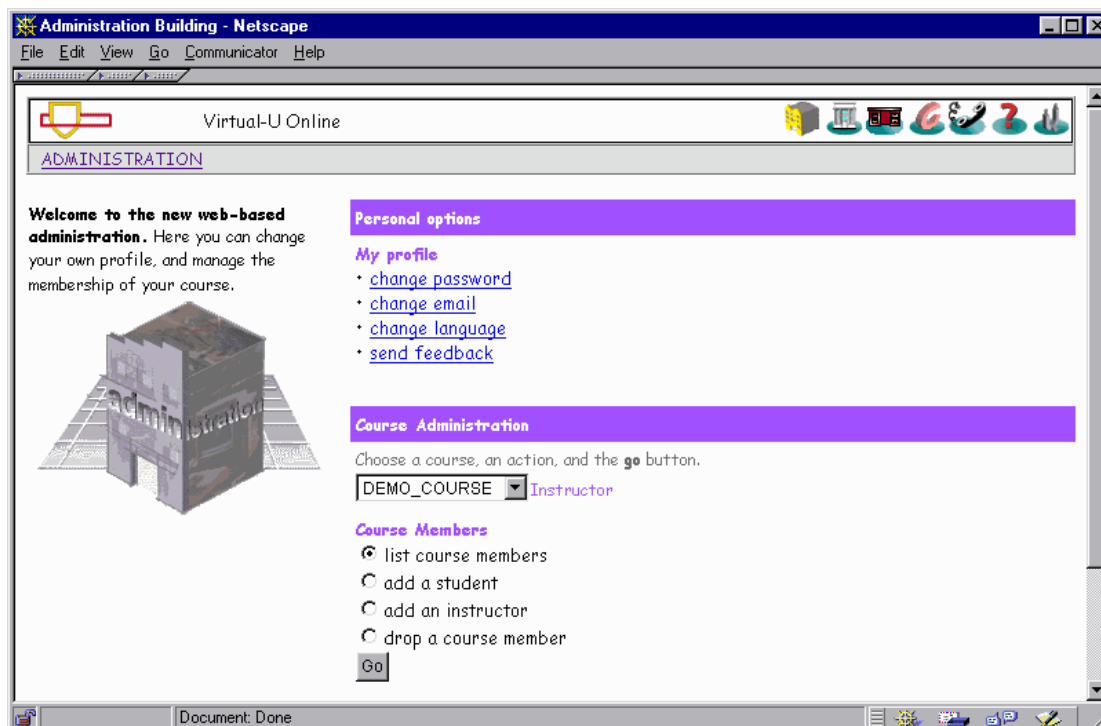 Administration Building - Netscape
File Edit View Go Communicator Help
Virtual-U Online
ADMINISTRATION
Welcome to the new web-based
administration. Here you can change
your own profile, and manage the
membership of your course.
administration
Personal options
My profile
• change password
• change email
• change language
• send feedback
Course Administration
Choose a course, an action, and the go button.
DEMO_COURSE Instructor
Course Members
list course members
add a student
add an instructor
drop a course member
Go
Document: Done